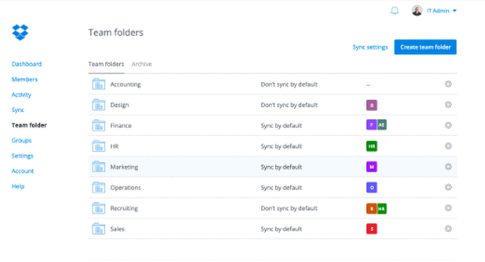 IT Admin
Team folders
Sync settings
Create team folder
Dashboard
Members
Activity
Sync
Team folder
Groups
Settings
Account
Help
Team folders Archive
Accounting Don't sync by default –
Design Don't sync by default D
Finance Sync by default F AE
HR Sync by default HR
Marketing Sync by default M
Operations Sync by default O
Recruiting Don't sync by default R HR
Sales Sync by default S